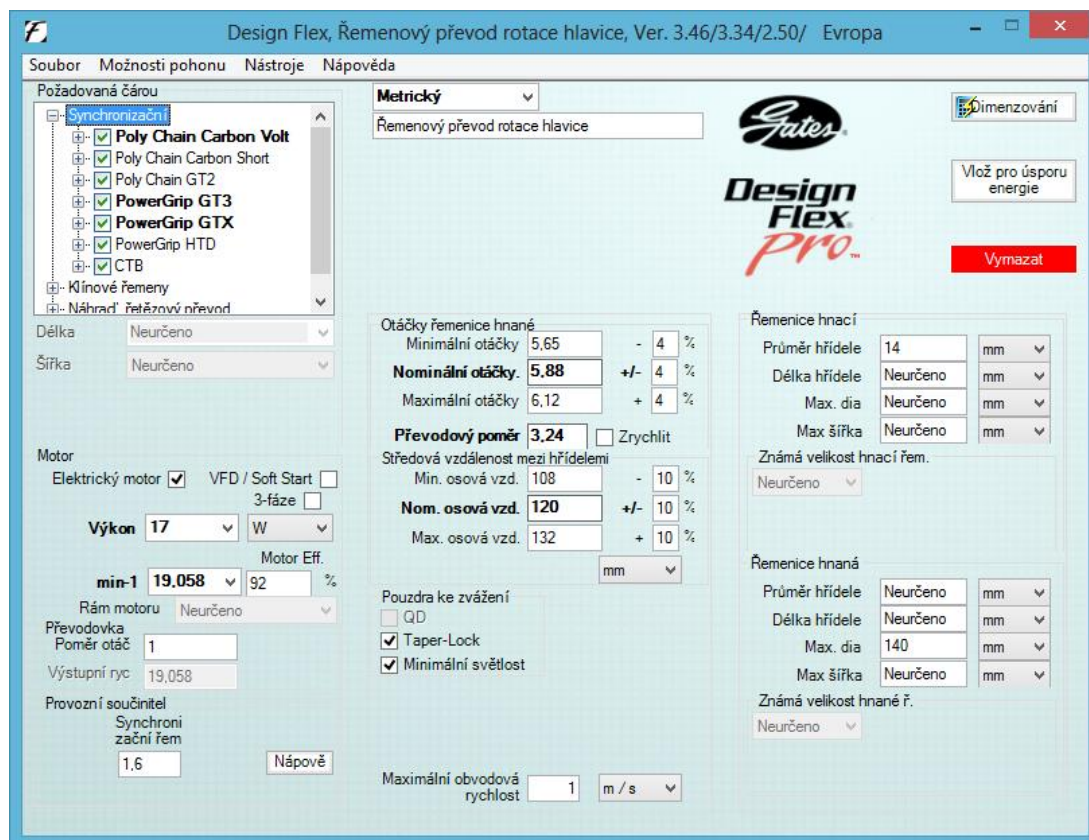 Design Flex, Řemenový převod rotace hlavice, Ver. 3.46/3.34/2.50/ Evropa
Soubor Možnosti pohonu Nástroje Nápověda
Požadovaná čárou
Synchronizační
Poly Chain Carbon Volt
Poly Chain Carbon Short
Poly Chain GT2
PowerGrip GT3
PowerGrip GTX
PowerGrip HTD
CTB
Klínové řemeny
Náhrad' řetězový převod
Délka Neurčeno
Šířka Neurčeno
Motor
Elektrický motor VFD / Soft Start
3-fáze
Výkon 17 W
Motor Eff.
min-1 19,058 92 %
Rám motoru Neurčeno
Převodovka
Poměr otáč 1
Výstupní ryc 19,058
Provozní součinitel
Synchroni
zační řem
1,6 Nápově
Metrický
Řemenový převod rotace hlavice
Otáčky řemenice hnané
Minimální otáčky 5,65 - 4 %
Nominální otáčky. 5,88 +/- 4 %
Maximální otáčky 6,12 + 4 %
Převodový poměr 3,24 Zrychlit
Středová vzdálenost mezi hřídelemi
Min. osová vzd. 108 - 10 %
Nom. osová vzd. 120 +/- 10 %
Max. osová vzd. 132 + 10 %
mm
Pouzdra ke zvážení
QD
Taper-Lock
Minimální světlost
Maximální obvodová
rychlost 1 m / s
Gates
Design
Flex
Pro™
Dimenzování
Vlož pro úsporu
energie
Vymazat
Řemenice hnací
Průměr hřídele 14 mm
Délka hřídele Neurčeno mm
Max. dia Neurčeno mm
Max šířka Neurčeno mm
Známá velikost hnací řem.
Neurčeno
Řemenice hnaná
Průměr hřídele Neurčeno mm
Délka hřídele Neurčeno mm
Max. dia 140 mm
Max šířka Neurčeno mm
Známá velikost hnané ř.
Neurčeno